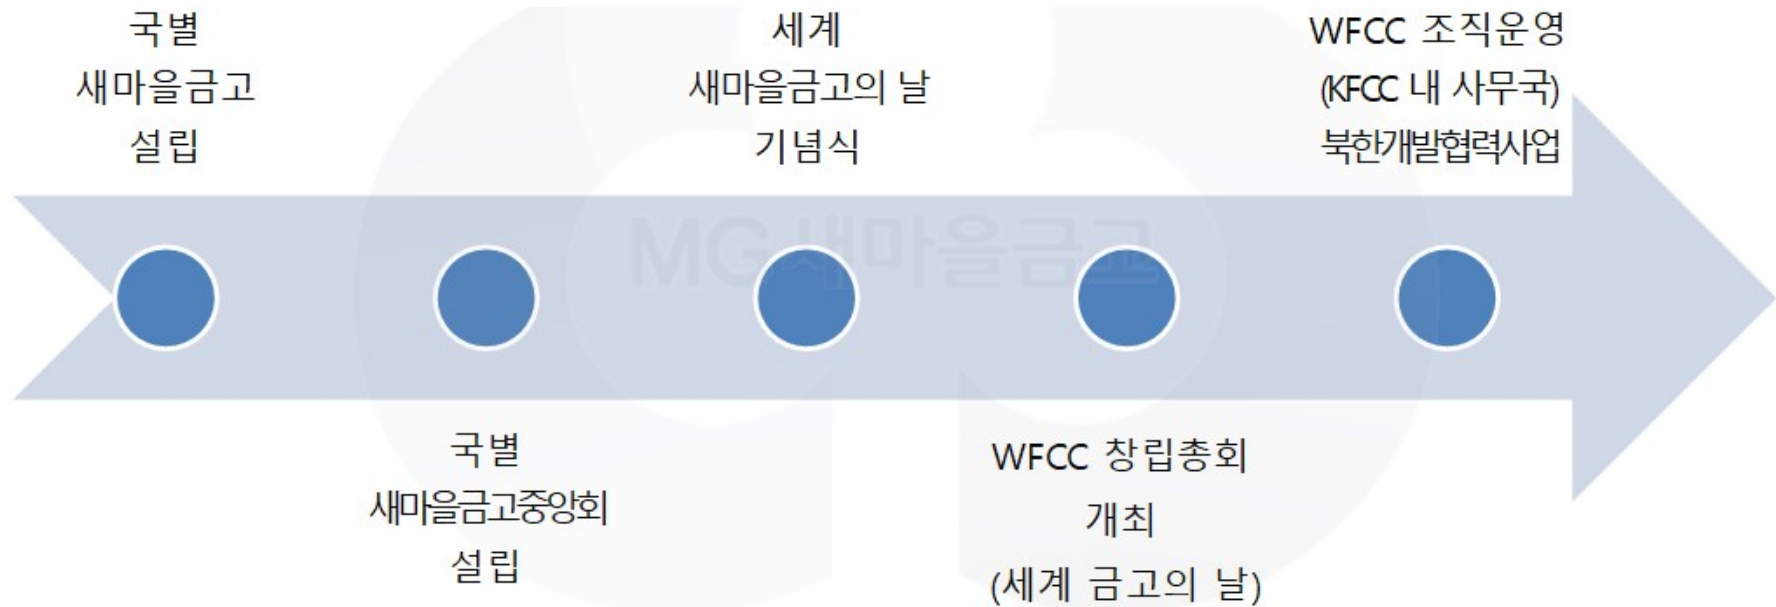 국별
새마을금고
설립
세계
새마을금고의 날
기념식
WFCC 조직운영
(KFCC 내 사무국)
북한개발협력사업
MG새마을금고
국별
새마을금고중앙회
설립
WFCC 창립총회
개최
(세계 금고의 날)